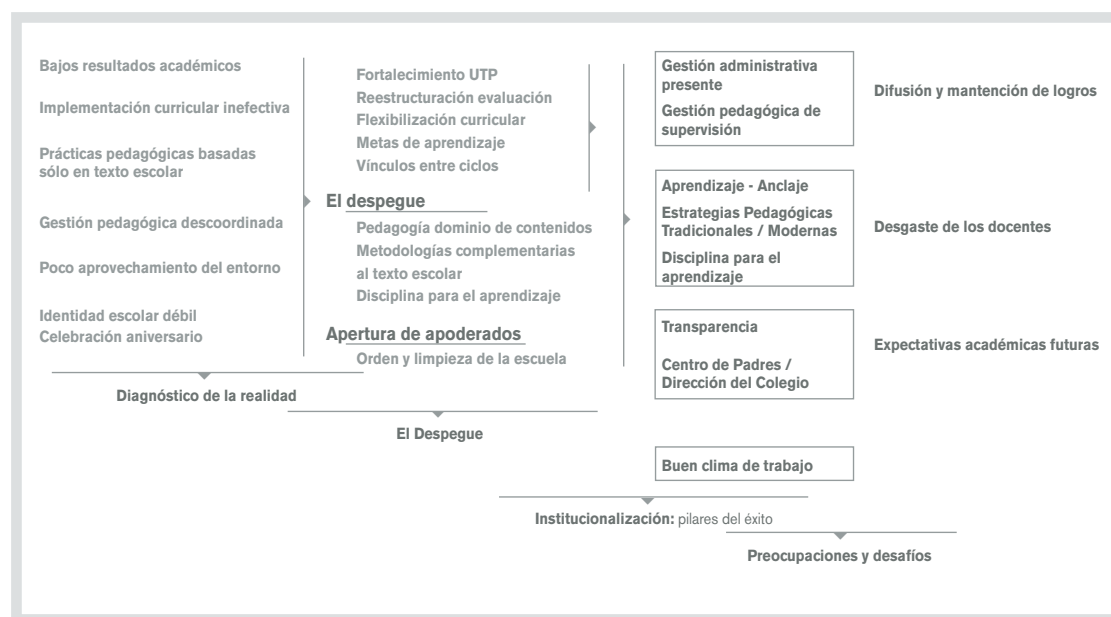 Bajos resultados académicos
Implementación curricular inefectiva
Prácticas pedagógicas basadas
sólo en texto escolar
Gestión pedagógica descoordinada
Poco aprovechamiento del entorno
Identidad escolar débil
Celebración aniversario
Diagnóstico de la realidad
Fortalecimiento UTP
Reestructuración evaluación
Flexibilización curricular
Metas de aprendizaje
Vínculos entre ciclos
El despegue
Pedagogía dominio de contenidos
Metodologías complementarias
al texto escolar
Disciplina para el aprendizaje
Apertura de apoderados
Orden y limpieza de la escuela
El Despegue
Gestión administrativa
presente
Gestión pedagógica de
supervisión
Aprendizaje - Anclaje
Estrategias Pedagógicas
Tradicionales / Modernas
Disciplina para el
aprendizaje
Transparencia
Centro de Padres /
Dirección del Colegio
Buen clima de trabajo
Institucionalización: pilares del éxito
Difusión y mantención de logros
Desgaste de los docentes
Expectativas académicas futuras
Preocupaciones y desafíos